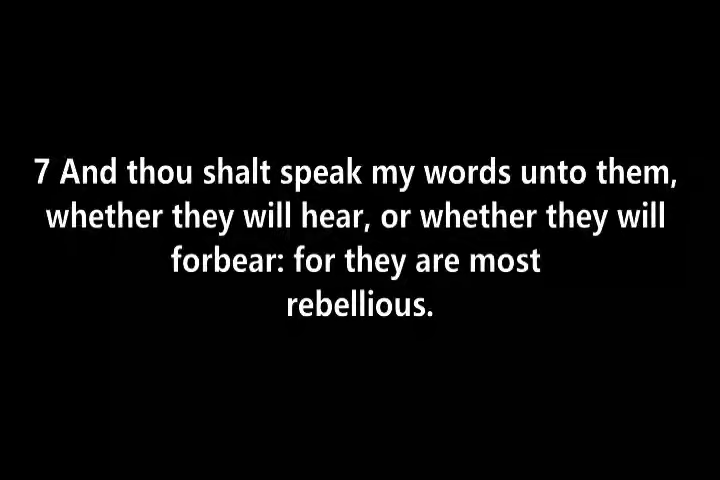 7 And thou shalt speak my words unto them,
whether they will hear, or whether they will
forbear: for they are most
rebellious.